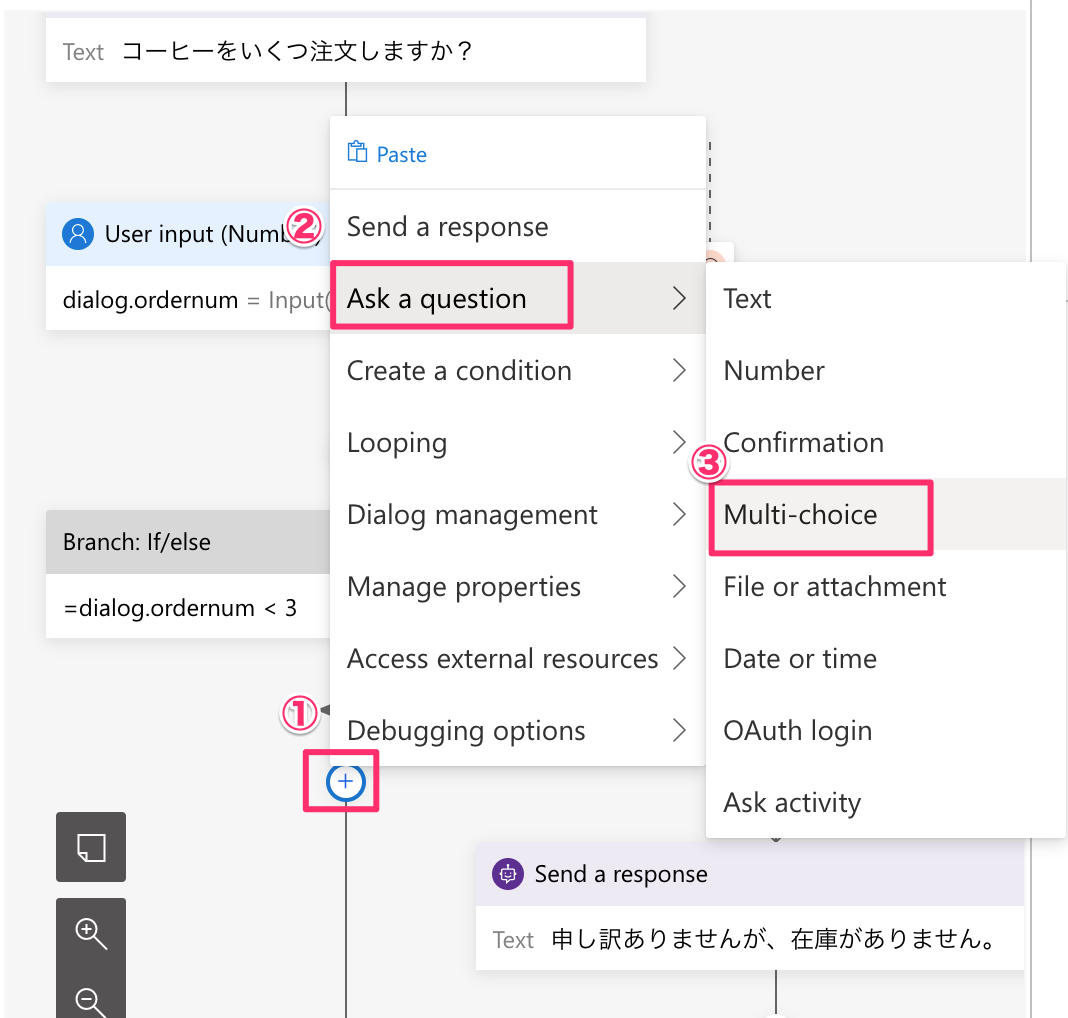 Text コーヒーをいくつ注文しますか？
Paste
② Send a response
User input (Numb
Ask a question
dialog.ordernum = Input(
Create a condition
Looping
Dialog management
Manage properties
Access external resources
Debugging options
Text
Number
Confirmation
③
Multi-choice
File or attachment
Date or time
OAuth login
Ask activity
Branch: If/else
=dialog.ordernum < 3
①
Send a response
Text 申し訳ありませんが、在庫がありません。